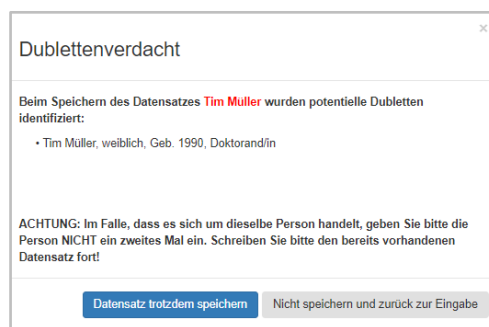 ×
Dublettenverdacht
Beim Speichern des Datensatzes Tim Müller wurden potentielle Dubletten
identifiziert:
• Tim Müller, weiblich, Geb. 1990, Doktorand/in
ACHTUNG: Im Falle, dass es sich um dieselbe Person handelt, geben Sie bitte die
Person NICHT ein zweites Mal ein. Schreiben Sie bitte den bereits vorhandenen
Datensatz fort!
Datensatz trotzdem speichern Nicht speichern und zurück zur Eingabe